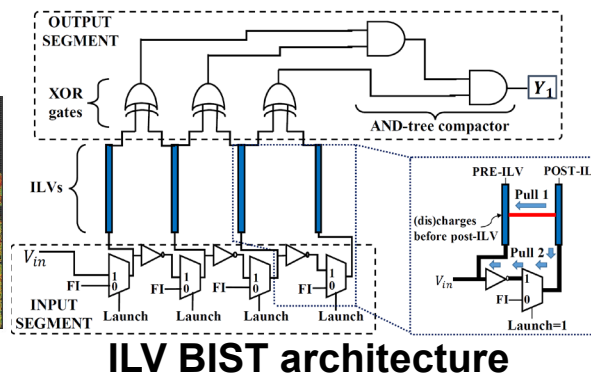 OUTPUT
SEGMENT
XOR
gates
Y1
AND-tree compactor
ILVs
PRE-ILV POST-IL
Pull 1
(dis)charges
before post-ILV
Pull 2
Vin
1
0
FI
Launch=1
Vin
1
0
FI
1
0
FI
1
0
FI
1
0
FI
Launch Launch Launch Launch
INPUT
SEGMENT
ILV BIST architecture